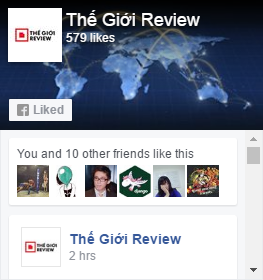 THẾ GIỚI
REVIEW
Thế Giới Review
579 likes
Liked
You and 10 other friends like this
django
THẾ GIỚI
REVIEW
Thế Giới Review
2 hrs